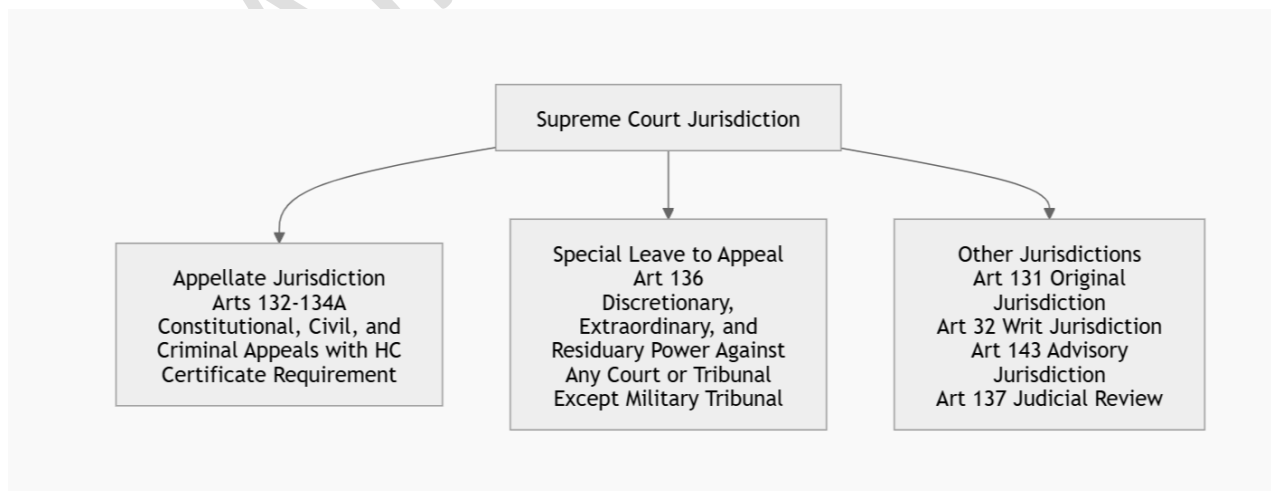 Supreme Court Jurisdiction
Appellate Jurisdiction
Arts 132-134A
Constitutional, Civil, and
Criminal Appeals with HC
Certificate Requirement
Special Leave to Appeal
Art 136
Discretionary,
Extraordinary, and
Residuary Power Against
Any Court or Tribunal
Except Military Tribunal
Other Jurisdictions
Art 131 Original
Jurisdiction
Art 32 Writ Jurisdiction
Art 143 Advisory
Jurisdiction
Art 137 Judicial Review